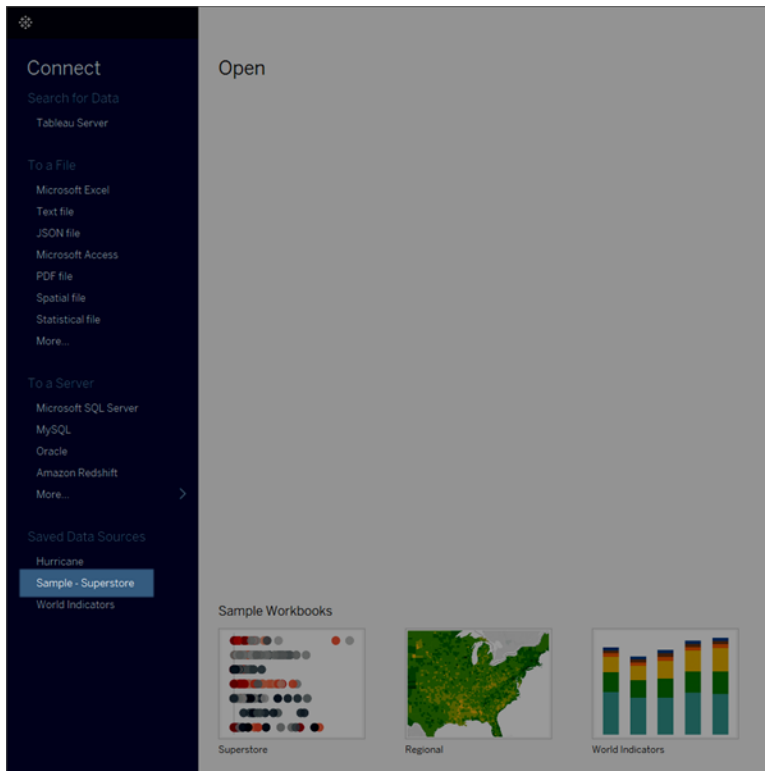 Connect
Search for Data
Tableau Server
To a File
Microsoft Excel
Text file
JSON file
Microsoft Access
PDF file
Spatial file
Statistical file
More...
To a Server
Microsoft SQL Server
MySQL
Oracle
Amazon Redshift
More...
Saved Data Sources
Hurricane
Sample - Superstore
World Indicators
Open
Sample Workbooks
Superstore
Regional
World Indicators